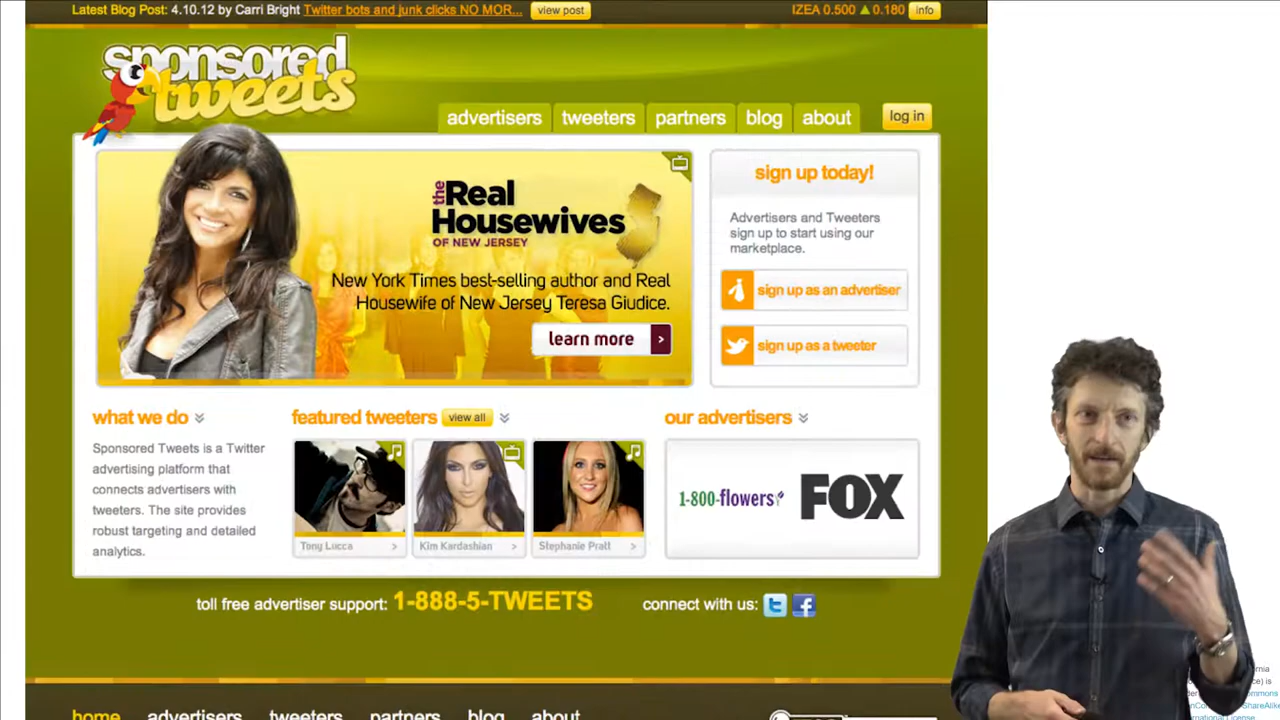 Latest Blog Post: 4.10.12 by Carri Bright Twitter bots and junk clicks NO MOR... view post IZEA 0.500 ▲ 0.180 info
sponsored
tweets
advertisers tweeters partners blog about log in
the Real
Housewives
OF NEW JERSEY
New York Times best-selling author and Real
Housewife of New Jersey Teresa Giudice.
learn more >
sign up today!
Advertisers and Tweeters
sign up to start using our
marketplace.
sign up as an advertiser
sign up as a tweeter
what we do
Sponsored Tweets is a Twitter
advertising platform that
connects advertisers with
tweeters. The site provides
robust targeting and detailed
analytics.
featured tweeters view all
Tony Lucca >
Kim Kardashian >
Stephanie Pratt >
our advertisers
1-800-flowers
FOX
toll free advertiser support: 1-888-5-TWEETS connect with us:
home advertisers tweeters partners blog about